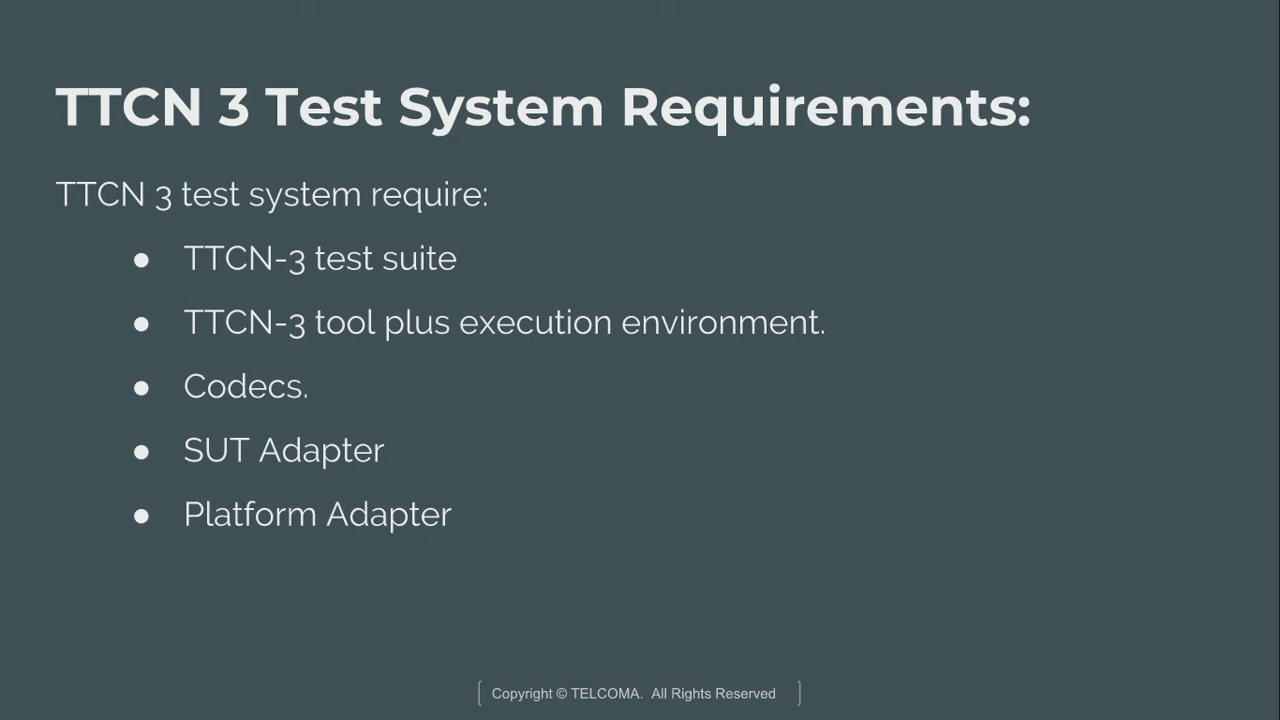 TTCN 3 Test System Requirements:
TTCN 3 test system require:
● TTCN-3 test suite
● TTCN-3 tool plus execution environment.
● Codecs.
● SUT Adapter
● Platform Adapter
Copyright © TELCOMA. All Rights Reserved